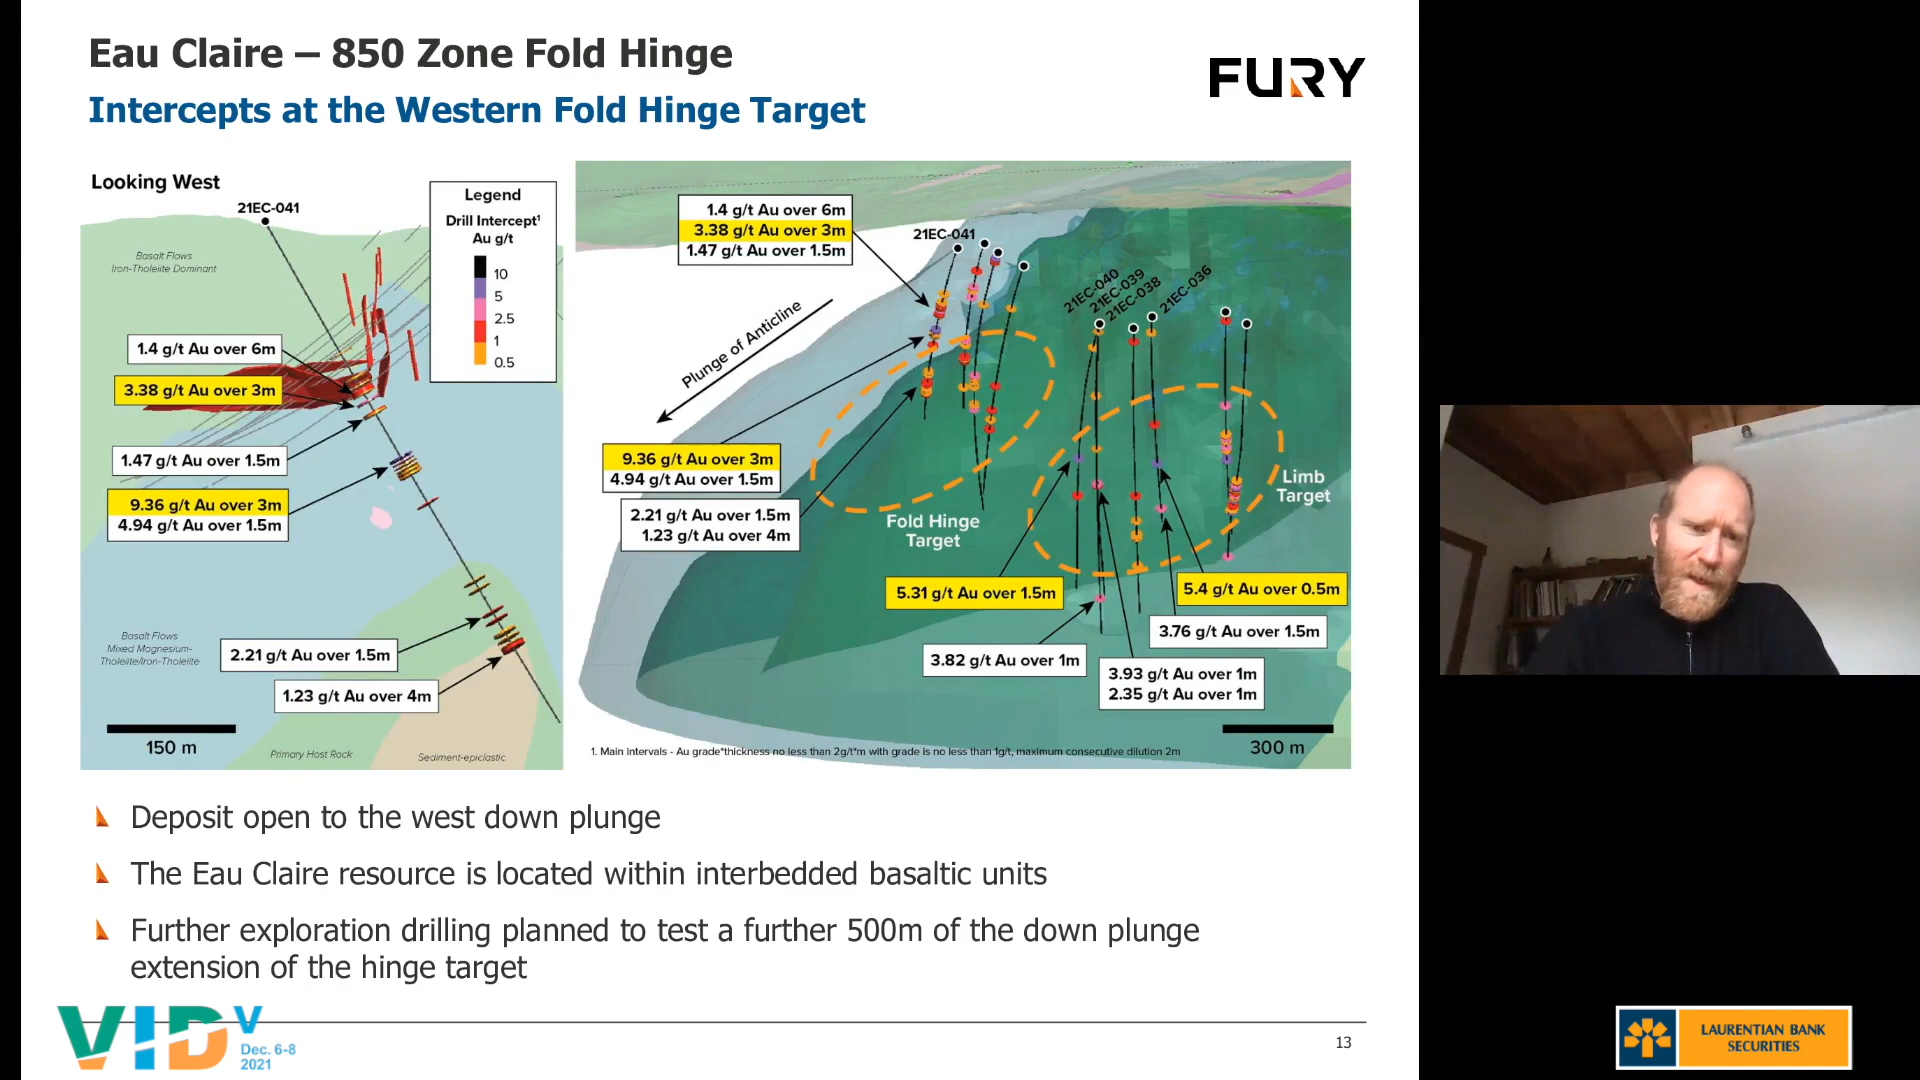 Eau Claire – 850 Zone Fold Hinge
Intercepts at the Western Fold Hinge Target
FURY
Looking West
21EC-041
Basalt Flows
Iron-Tholeiite Dominant
Legend
Drill Intercept¹
Au g/t
10
5
2.5
1
0.5
1.4 g/t Au over 6m
3.38 g/t Au over 3m
1.47 g/t Au over 1.5m
9.36 g/t Au over 3m
4.94 g/t Au over 1.5m
Basalt Flows
Mixed Magnesium-
Tholeiite/Iron-Tholeiite
2.21 g/t Au over 1.5m
1.23 g/t Au over 4m
150 m
Primary Host Rock
Sediment-epiclastic
1.4 g/t Au over 6m
3.38 g/t Au over 3m
1.47 g/t Au over 1.5m
21EC-041
21EC-040
21EC-039
21EC-038
21EC-036
Plunge of Anticline
9.36 g/t Au over 3m
4.94 g/t Au over 1.5m
2.21 g/t Au over 1.5m
1.23 g/t Au over 4m
Fold Hinge
Target
Limb
Target
5.31 g/t Au over 1.5m
5.4 g/t Au over 0.5m
3.76 g/t Au over 1.5m
3.82 g/t Au over 1m
3.93 g/t Au over 1m
2.35 g/t Au over 1m
300 m
1. Main intervals - Au grade*thickness no less than 2g/t*m with grade is no less than 1g/t, maximum consecutive dilution 2m
Deposit open to the west down plunge
The Eau Claire resource is located within interbedded basaltic units
Further exploration drilling planned to test a further 500m of the down plunge
extension of the hinge target
VID V
Dec. 6-8
2021
13
LAURENTIAN BANK
SECURITIES